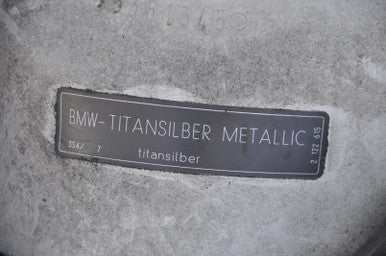 BMW-TITANSILBER METALLIC
354/ 7
titansilber
2 122 615